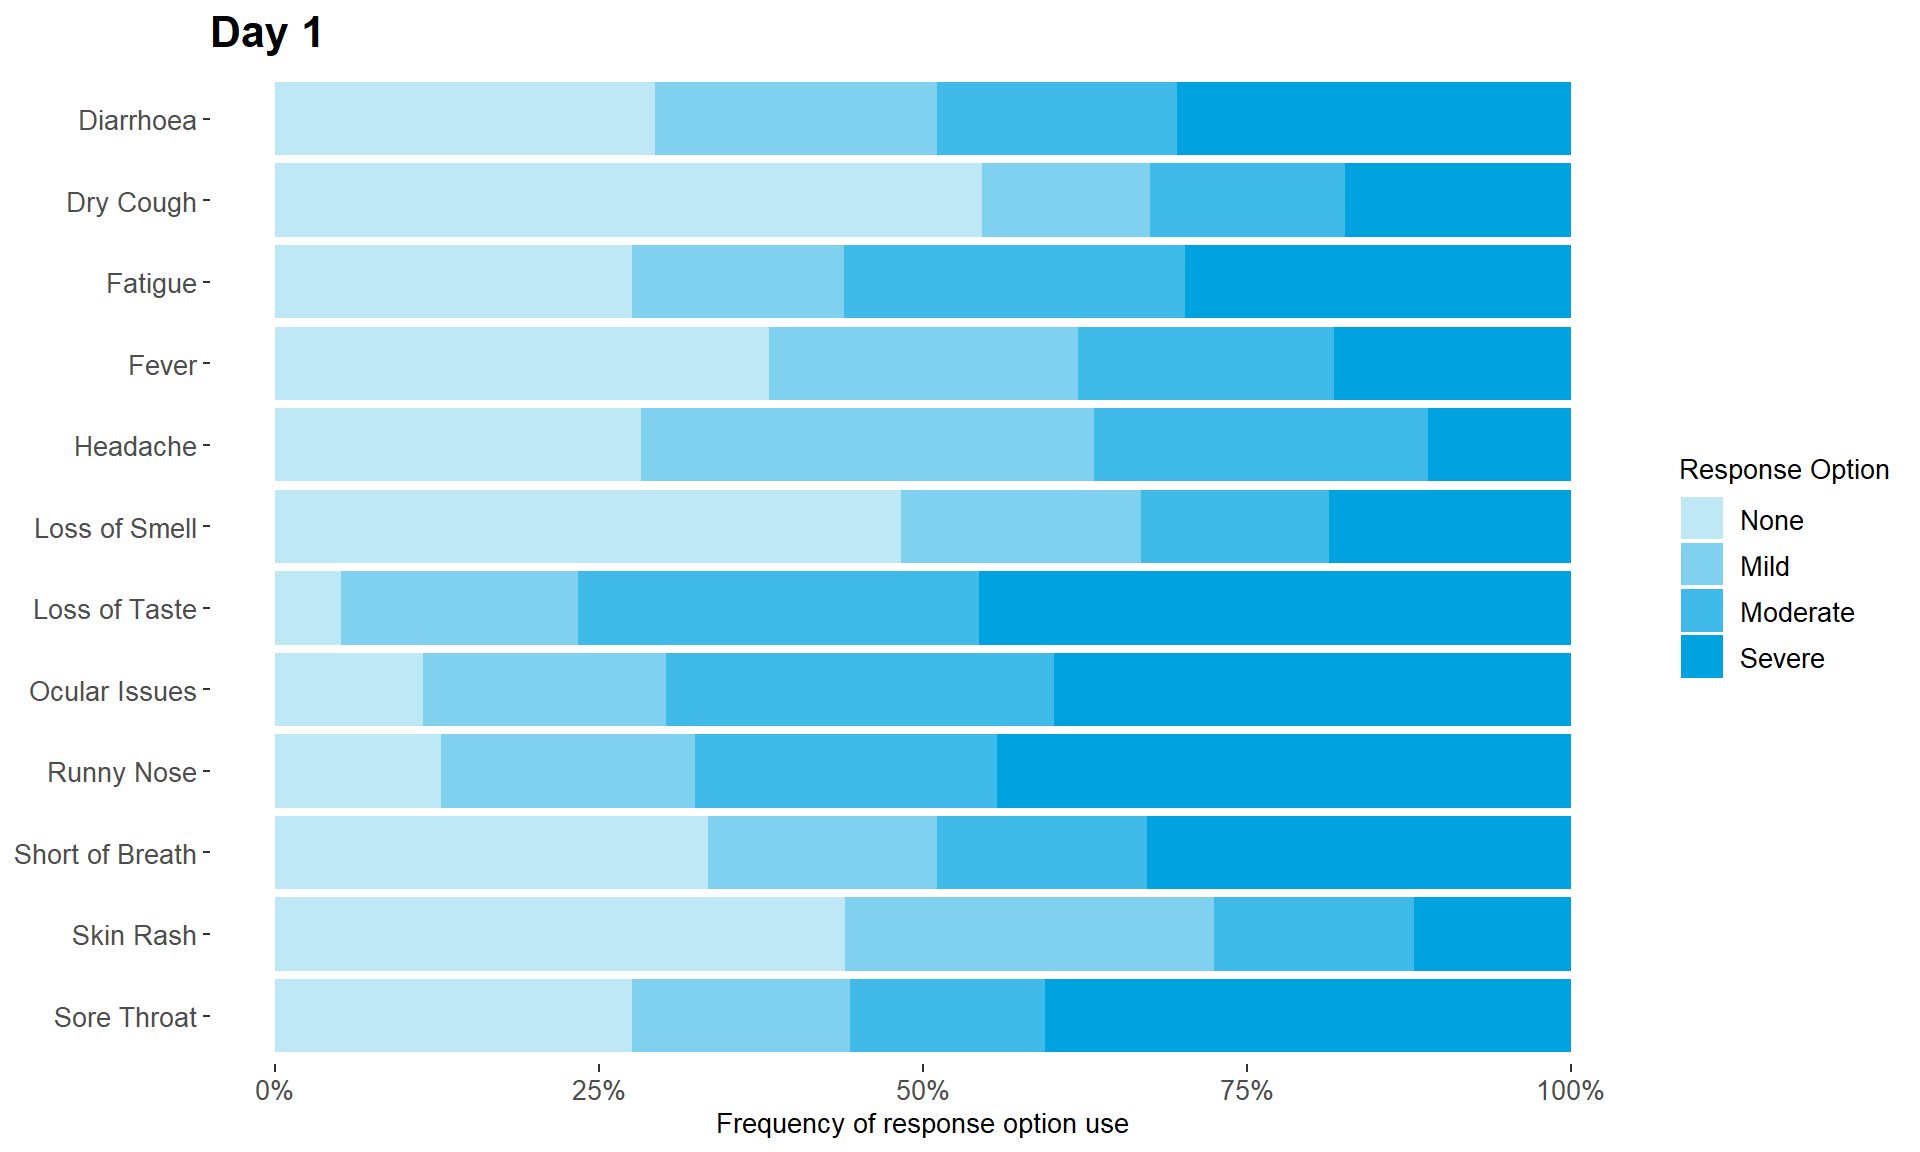 Day 1
Diarrhoea
Dry Cough
Fatigue
Fever
Headache
Loss of Smell
Loss of Taste
Ocular Issues
Runny Nose
Short of Breath
Skin Rash
Sore Throat
0% 25% 50% 75% 100%
Frequency of response option use
Response Option
None
Mild
Moderate
Severe